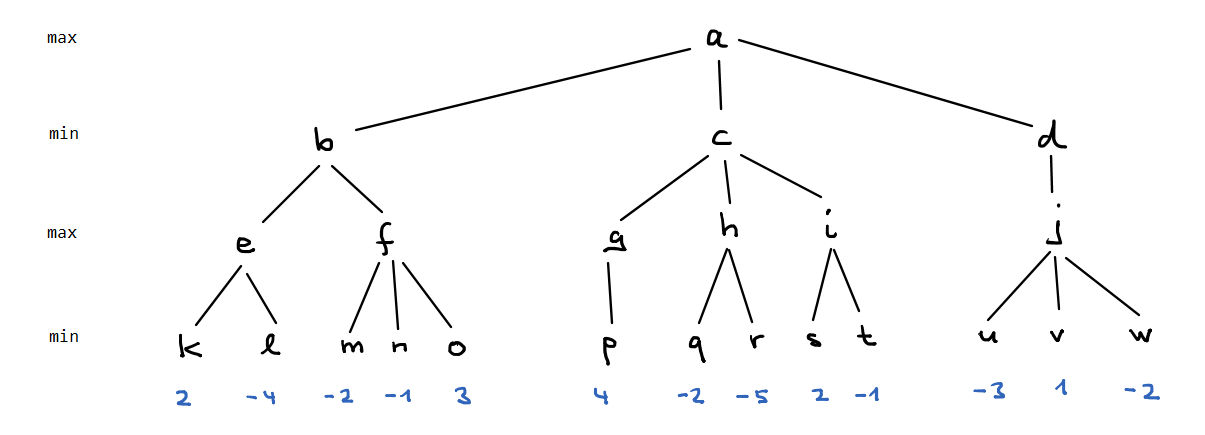 max a
min b c d
max e f g h i j
min k l m n o p q r s t u v w
2 -4 -2 -1 3 4 -2 -5 2 -1 -3 1 -2